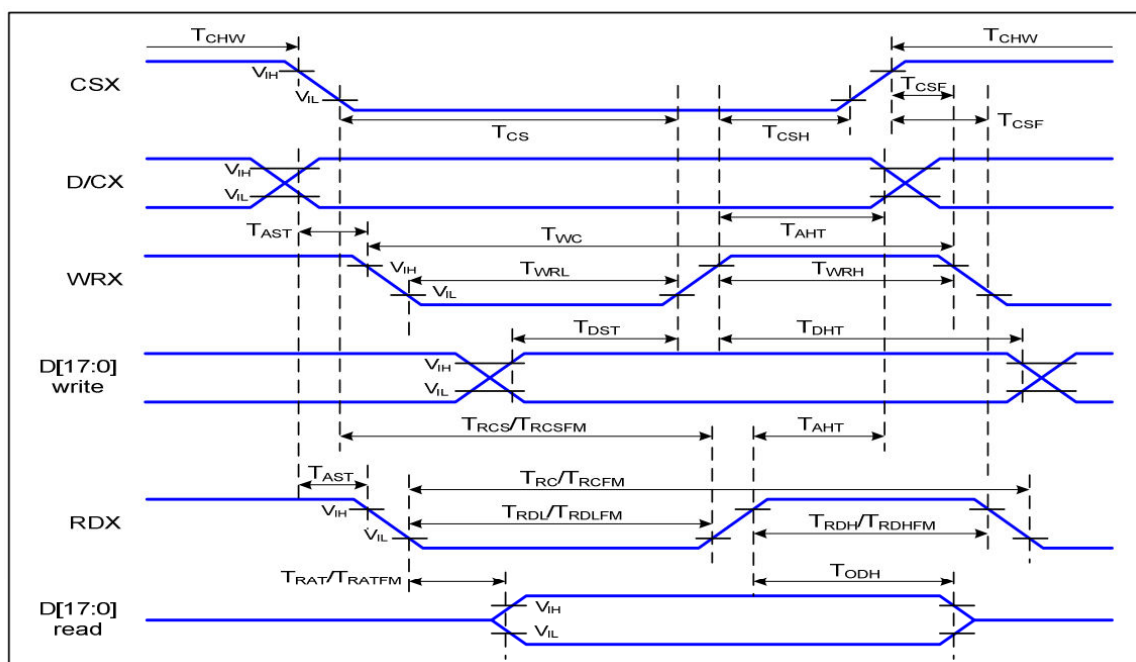 TCHW TCHW
CSX VIH
VIL
TCSF
TCS TCSH TCSF
D/CX VIH
VIL
TAST TWC TAHT
WRX VIH TWRL TWRH
VIL
TDST TDHT
D[17:0] VIH
write VIL
TRCS/TRCSFM TAHT
TAST TRC/TRCFM
RDX VIH TRDL/TRDLFM TRDH/TRDHFM
VIL
TRAT/TRATFM TODH
D[17:0] VIH
read VIL